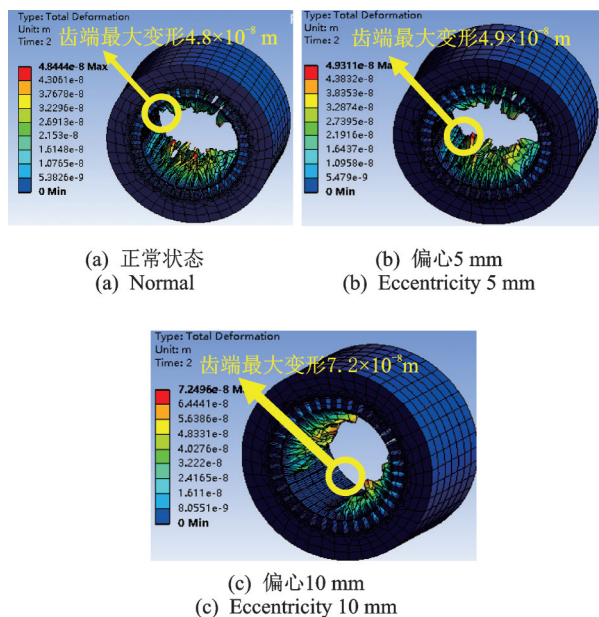 Type: Total Deformation
Unit: m
Time: 2
齿端最大变形4.8×10⁻⁸ m
4.8444e-8 Max
4.3061e-8
3.7678e-8
3.2296e-8
2.6913e-8
2.153e-8
1.6148e-8
1.0765e-8
5.3826e-9
0 Min
(a) 正常状态
(a) Normal
Type: Total Deformation
Unit: m
Time: 2
齿端最大变形4.9×10⁻⁸ m
4.9311e-8 Max
4.3832e-8
3.8353e-8
3.2874e-8
2.7395e-8
2.1916e-8
1.6437e-8
1.0958e-8
5.479e-9
0 Min
(b) 偏心5 mm
(b) Eccentricity 5 mm
Type: Total Deformation
Unit: m
Time: 2
齿端最大变形7.2×10⁻⁸ m
7.2496e-8 M
6.4441e-8
5.6386e-8
4.8331e-8
4.0276e-8
3.222e-8
2.4165e-8
1.611e-8
8.0551e-9
0 Min
(c) 偏心10 mm
(c) Eccentricity 10 mm